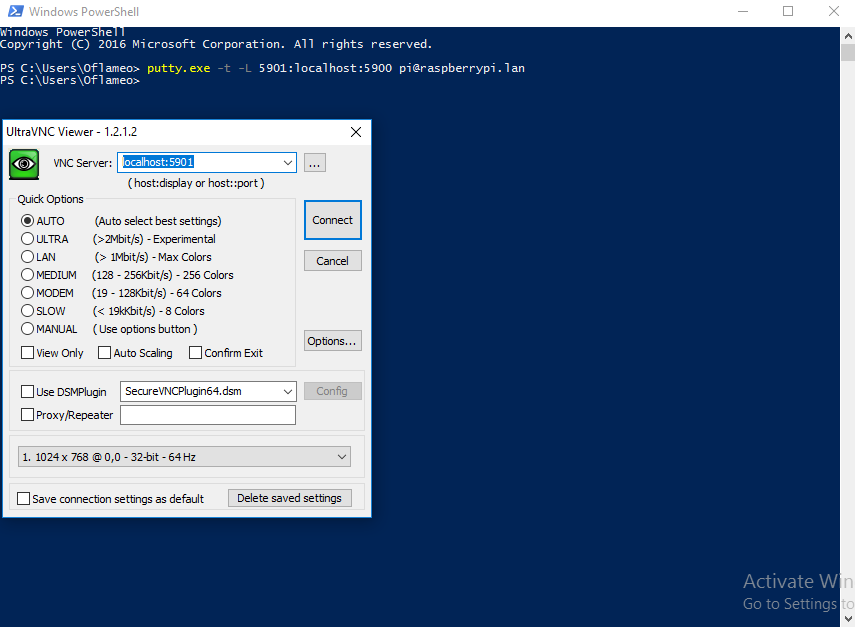 Windows PowerShell
Windows PowerShell
Copyright (C) 2016 Microsoft Corporation. All rights reserved.
PS C:\Users\Oflameo> putty.exe -t -L 5901:localhost:5900 pi@raspberrypi.lan
PS C:\Users\Oflameo>
UltraVNC Viewer - 1.2.1.2
VNC Server: localhost:5901 ...
( host:display or host::port )
Quick Options
AUTO (Auto select best settings)
ULTRA (>2Mbit/s) - Experimental
LAN (> 1Mbit/s) - Max Colors
MEDIUM (128 - 256Kbit/s) - 256 Colors
MODEM (19 - 128Kbit/s) - 64 Colors
SLOW (< 19kKbit/s) - 8 Colors
MANUAL ( Use options button )
View Only Auto Scaling Confirm Exit
Connect
Cancel
Options...
Use DSMPlugin SecureVNCPlugin64.dsm Config
Proxy/Repeater
1. 1024 x 768 @ 0,0 - 32-bit - 64 Hz
Save connection settings as default Delete saved settings
Activate Win
Go to Settings to